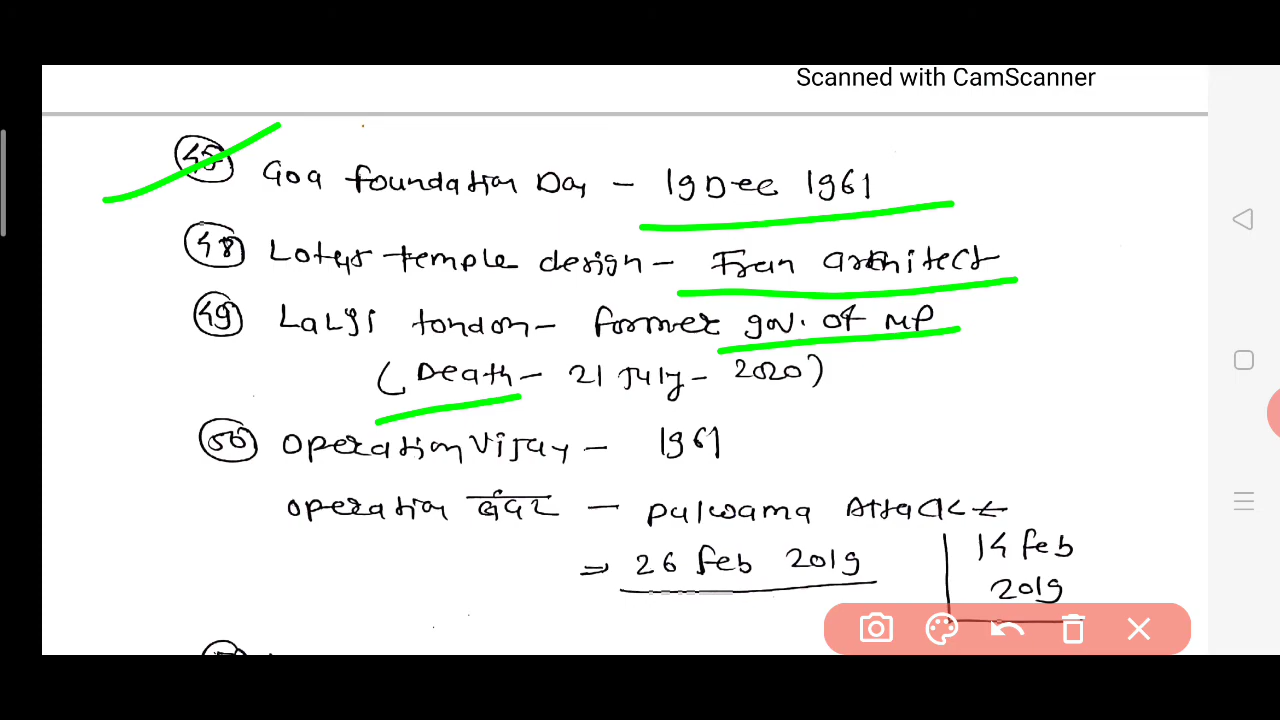 Scanned with CamScanner
45 Goa foundation Day - 19 Dec 1961
48 Lotus temple design - Iran architect
49 Lalji tondon - former gov. of MP
(Death - 21 July - 2020)
50 Operation Vijay - 1961
operation बंदर - pulwama Attack ←
⇒ 26 feb 2019
14 feb
2019